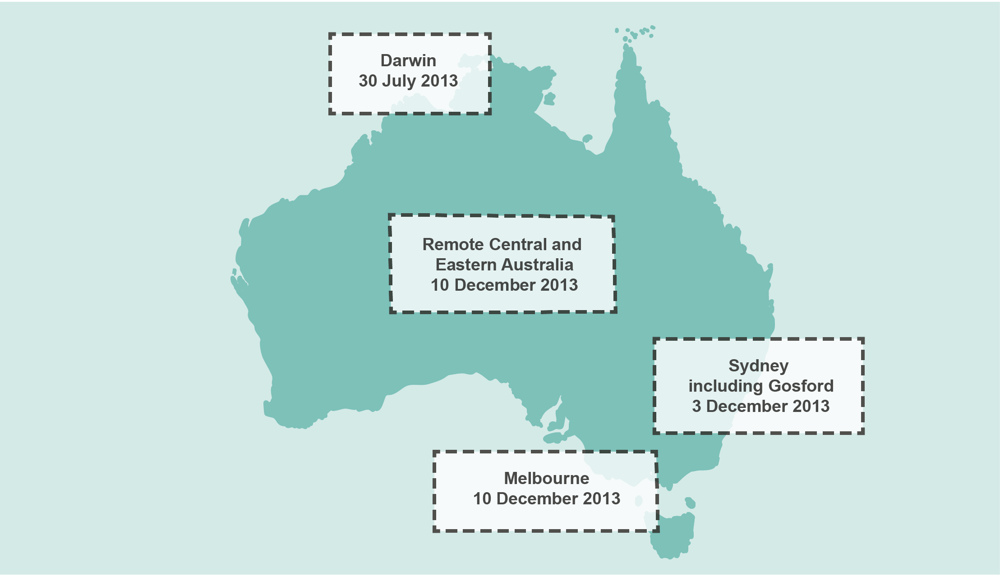 Darwin
30 July 2013
Remote Central and
Eastern Australia
10 December 2013
Sydney
including Gosford
3 December 2013
Melbourne
10 December 2013